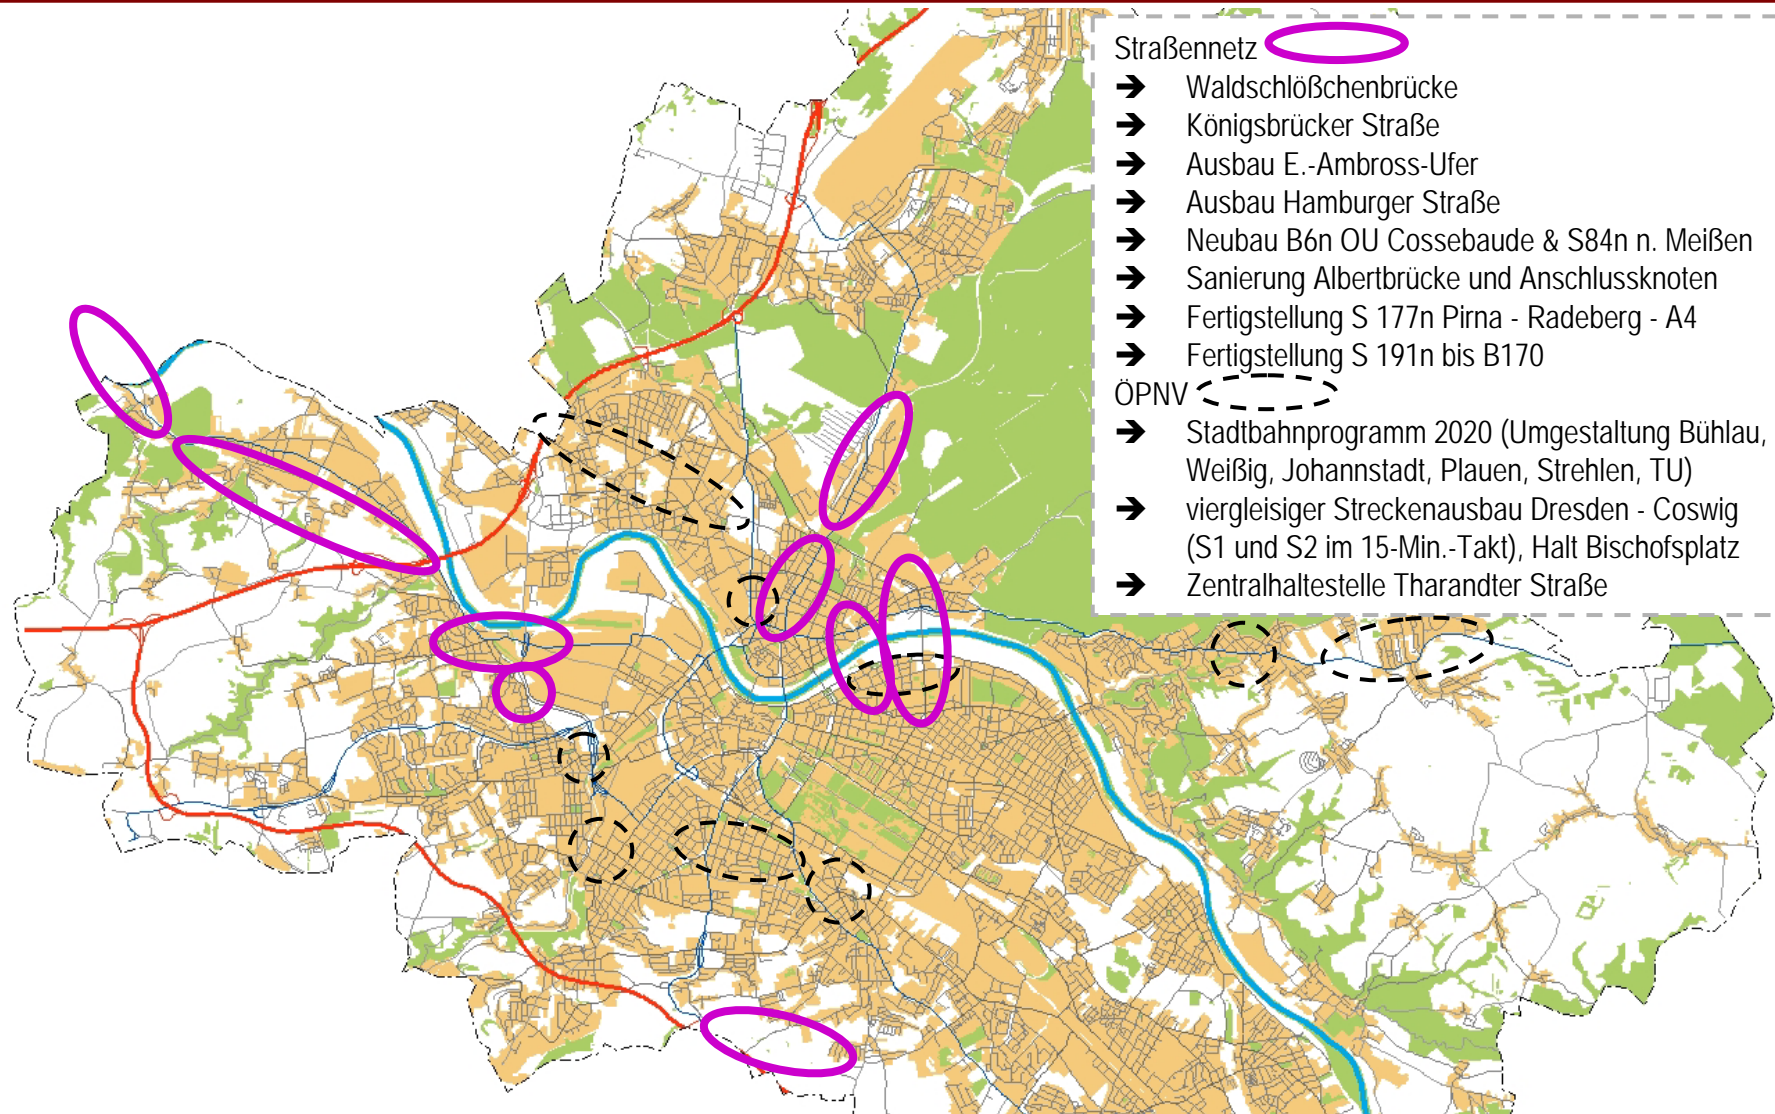 Straßennetz
➔ Waldschlößchenbrücke
➔ Königsbrücker Straße
➔ Ausbau E.-Ambross-Ufer
➔ Ausbau Hamburger Straße
➔ Neubau B6n OU Cossebaude & S84n n. Meißen
➔ Sanierung Albertbrücke und Anschlussknoten
➔ Fertigstellung S 177n Pirna - Radeberg - A4
➔ Fertigstellung S 191n bis B170
ÖPNV
➔ Stadtbahnprogramm 2020 (Umgestaltung Bühlau,
Weißig, Johannstadt, Plauen, Strehlen, TU)
➔ viergleisiger Streckenausbau Dresden - Coswig
(S1 und S2 im 15-Min.-Takt), Halt Bischofsplatz
➔ Zentralhaltestelle Tharandter Straße